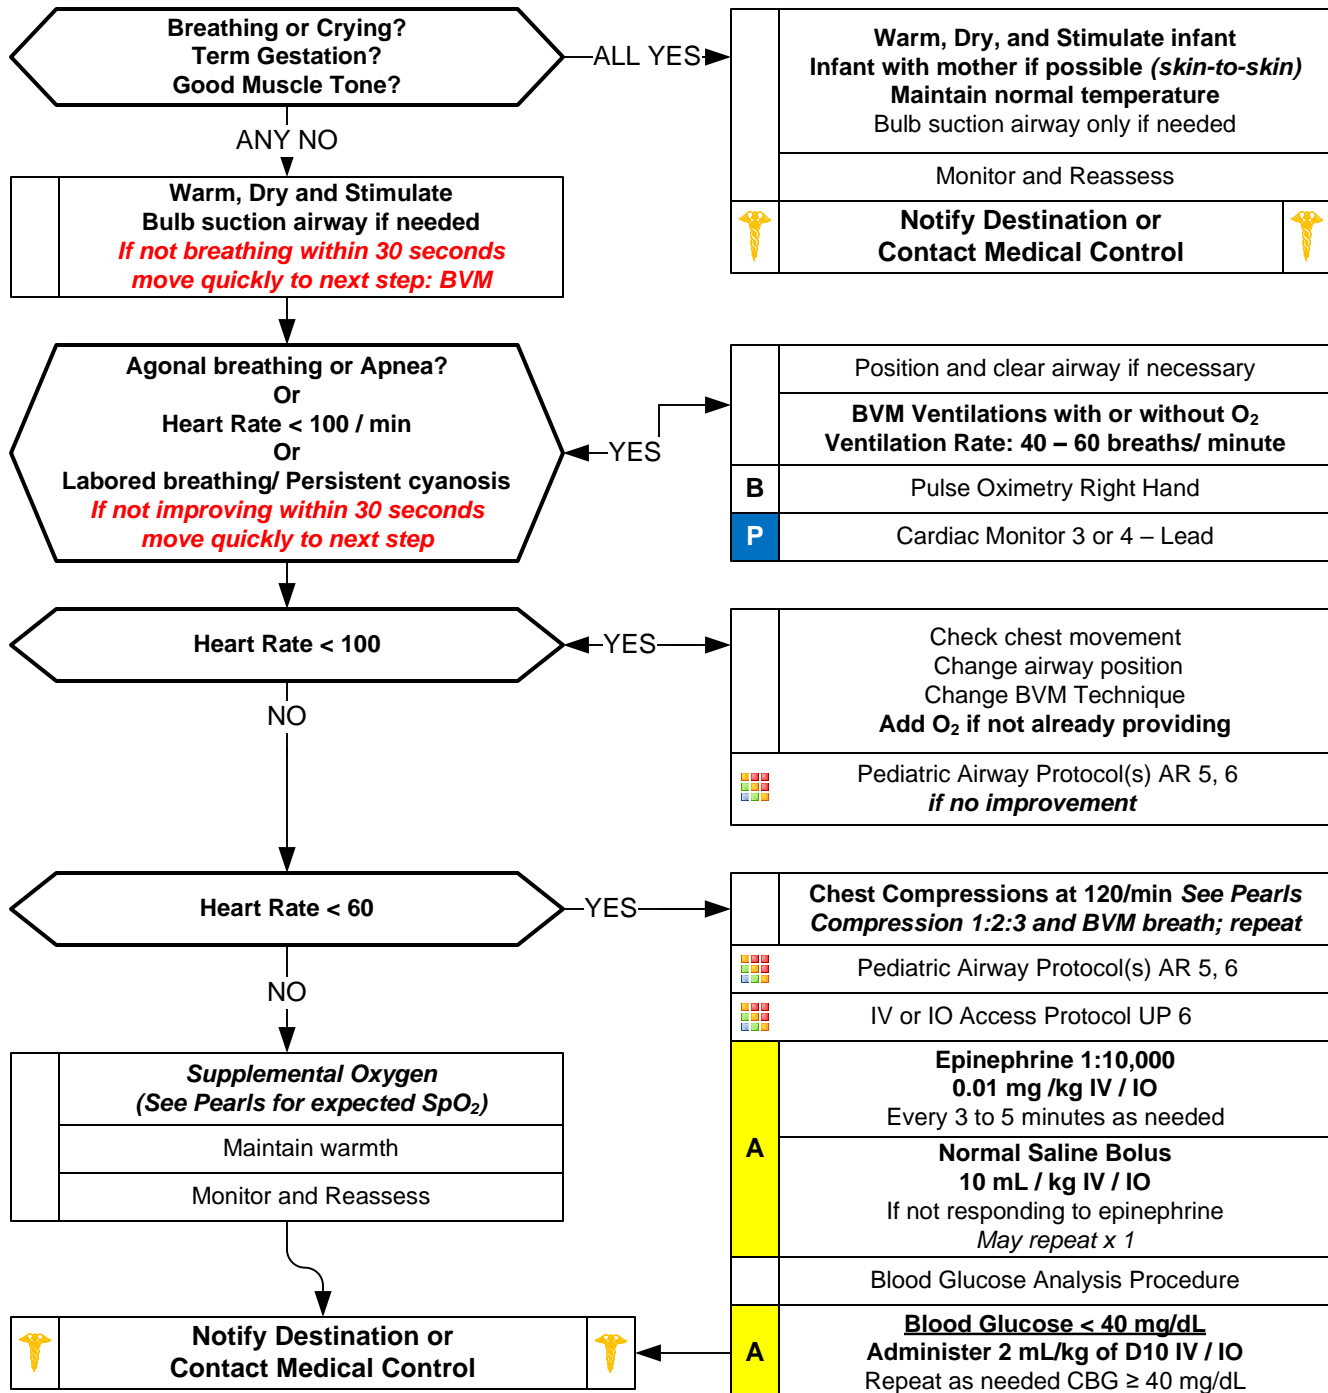 Breathing or Crying?
Term Gestation?
Good Muscle Tone?
ALL YES
Warm, Dry, and Stimulate infant
Infant with mother if possible (skin-to-skin)
Maintain normal temperature
Bulb suction airway only if needed
Monitor and Reassess
Notify Destination or
Contact Medical Control
ANY NO
Warm, Dry and Stimulate
Bulb suction airway if needed
If not breathing within 30 seconds
move quickly to next step: BVM
Agonal breathing or Apnea?
Or
Heart Rate < 100 / min
Or
Labored breathing/ Persistent cyanosis
If not improving within 30 seconds
move quickly to next step
YES
Position and clear airway if necessary
BVM Ventilations with or without O₂
Ventilation Rate: 40 – 60 breaths/ minute
B
Pulse Oximetry Right Hand
P
Cardiac Monitor 3 or 4 – Lead
Heart Rate < 100
YES
Check chest movement
Change airway position
Change BVM Technique
Add O₂ if not already providing
Pediatric Airway Protocol(s) AR 5, 6
if no improvement
NO
Heart Rate < 60
YES
Chest Compressions at 120/min See Pearls
Compression 1:2:3 and BVM breath; repeat
Pediatric Airway Protocol(s) AR 5, 6
IV or IO Access Protocol UP 6
A
Epinephrine 1:10,000
0.01 mg /kg IV / IO
Every 3 to 5 minutes as needed
Normal Saline Bolus
10 mL / kg IV / IO
If not responding to epinephrine
May repeat x 1
Blood Glucose Analysis Procedure
A
Blood Glucose < 40 mg/dL
Administer 2 mL/kg of D10 IV / IO
Repeat as needed CBG ≥ 40 mg/dL
NO
Supplemental Oxygen
(See Pearls for expected SpO₂)
Maintain warmth
Monitor and Reassess
Notify Destination or
Contact Medical Control